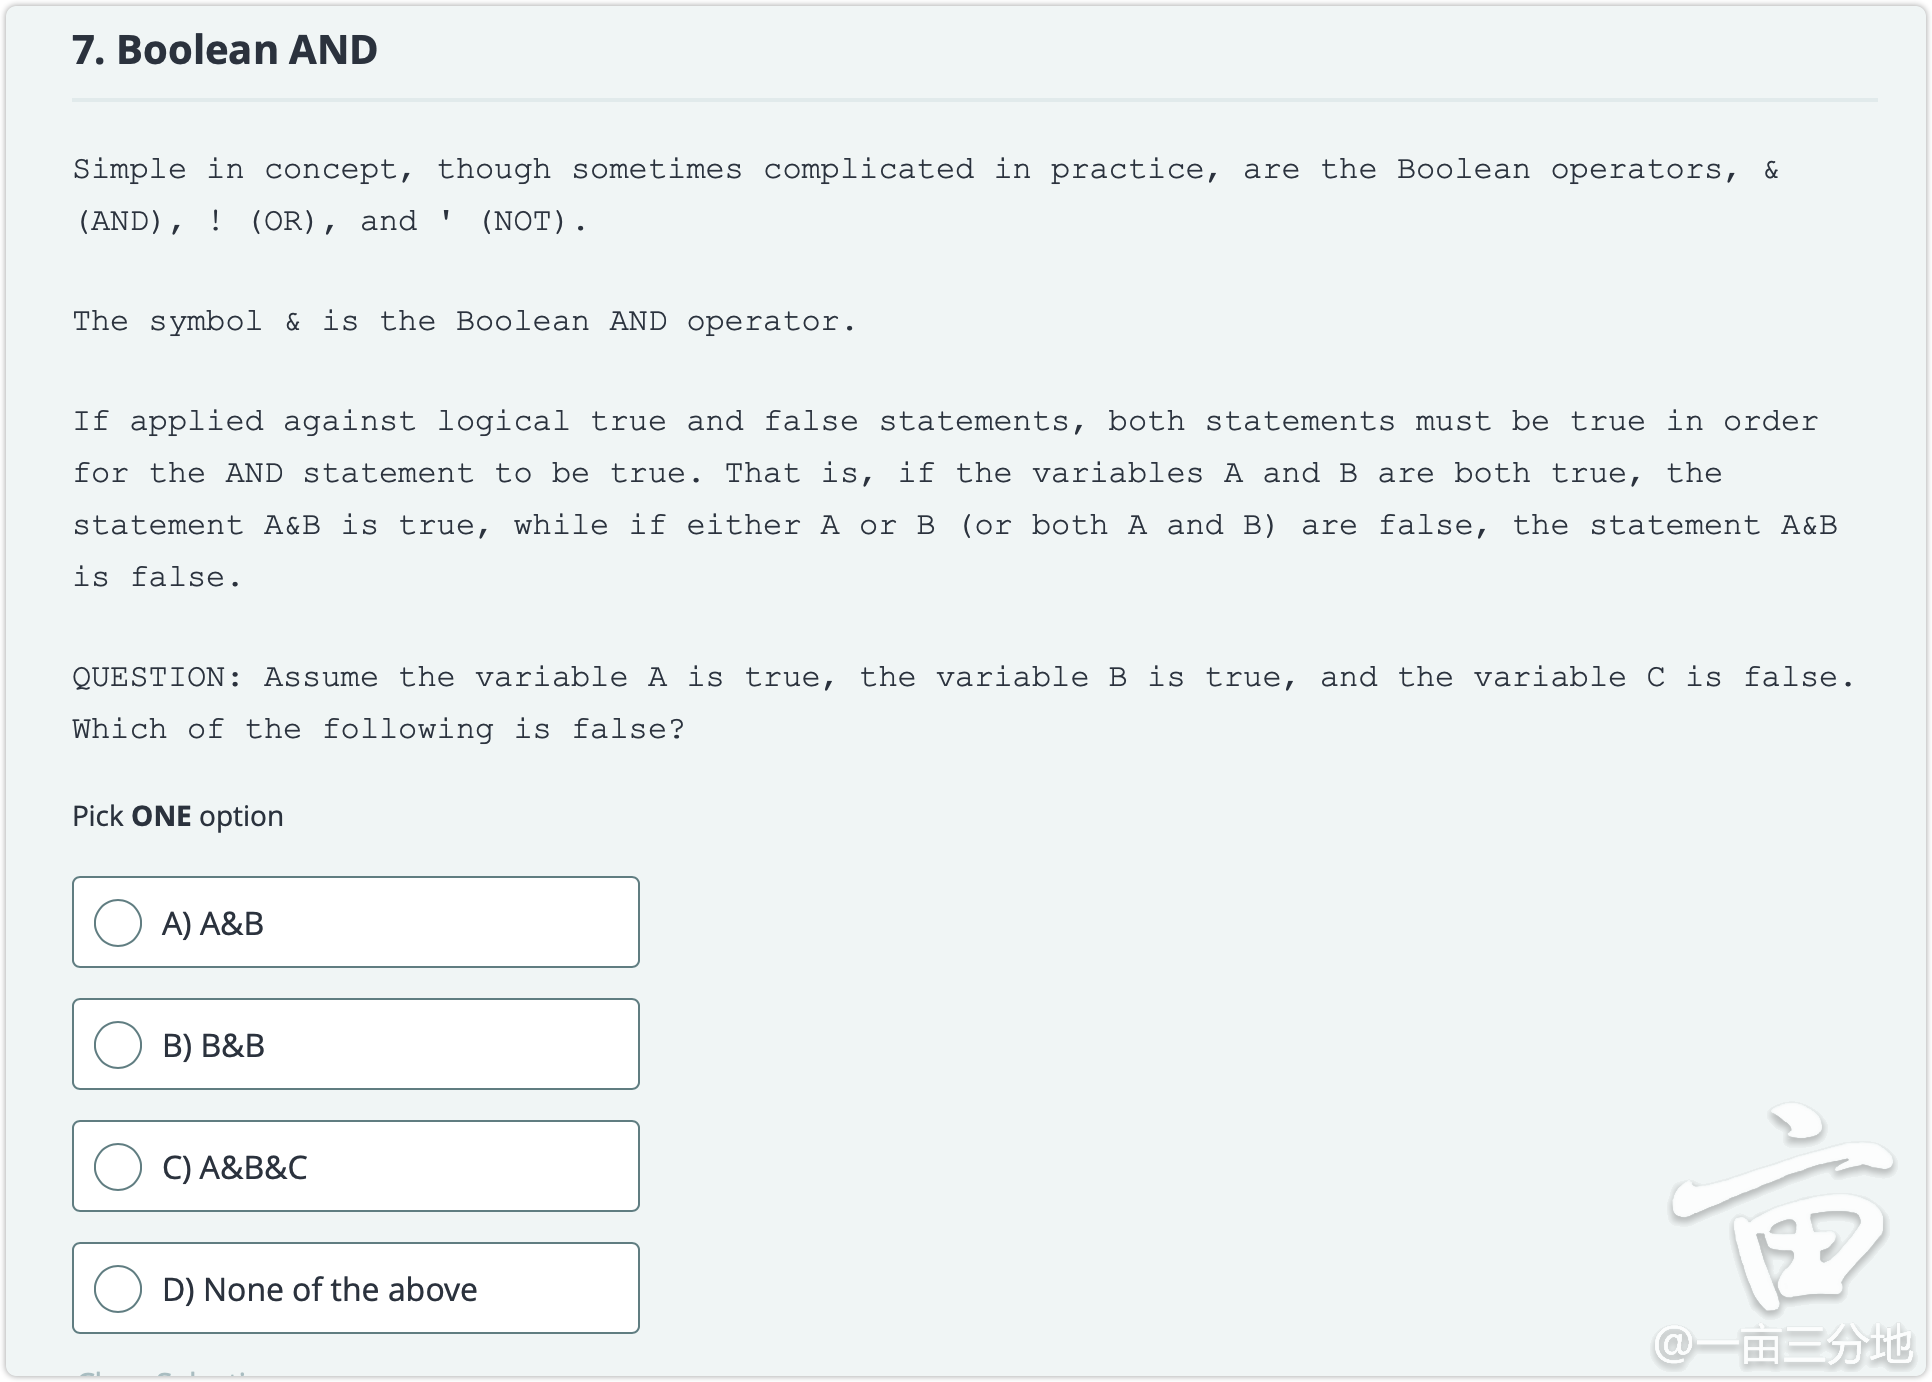 7. Boolean AND
Simple in concept, though sometimes complicated in practice, are the Boolean operators, &
(AND), ! (OR), and ' (NOT).
The symbol & is the Boolean AND operator.
If applied against logical true and false statements, both statements must be true in order
for the AND statement to be true. That is, if the variables A and B are both true, the
statement A&B is true, while if either A or B (or both A and B) are false, the statement A&B
is false.
QUESTION: Assume the variable A is true, the variable B is true, and the variable C is false.
Which of the following is false?
Pick ONE option
A) A&B
B) B&B
C) A&B&C
D) None of the above
亩
@一亩三分地